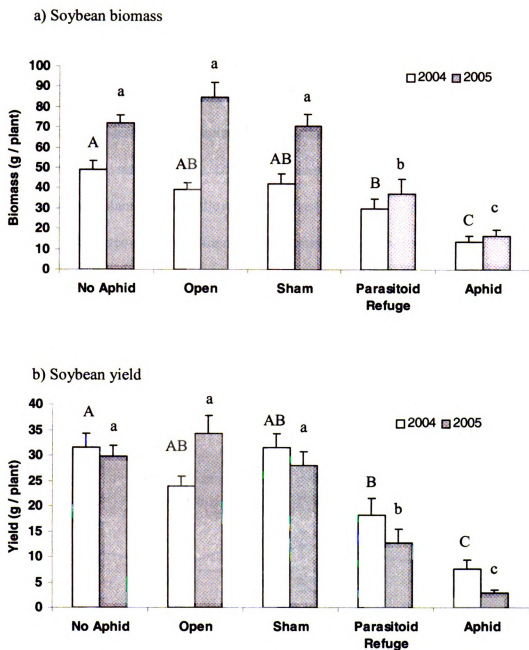 a) Soybean biomass
100
90
80
70
60
50
40
30
20
10
0
Biomass (g / plant)
2004 2005
A a AB a AB a B b C c
No Aphid Open Sham Parasitoid Refuge Aphid
b) Soybean yield
40
35
30
25
20
15
10
5
0
Yield (g / plant)
2004 2005
A a AB a AB a B b C c
No Aphid Open Sham Parasitoid Refuge Aphid